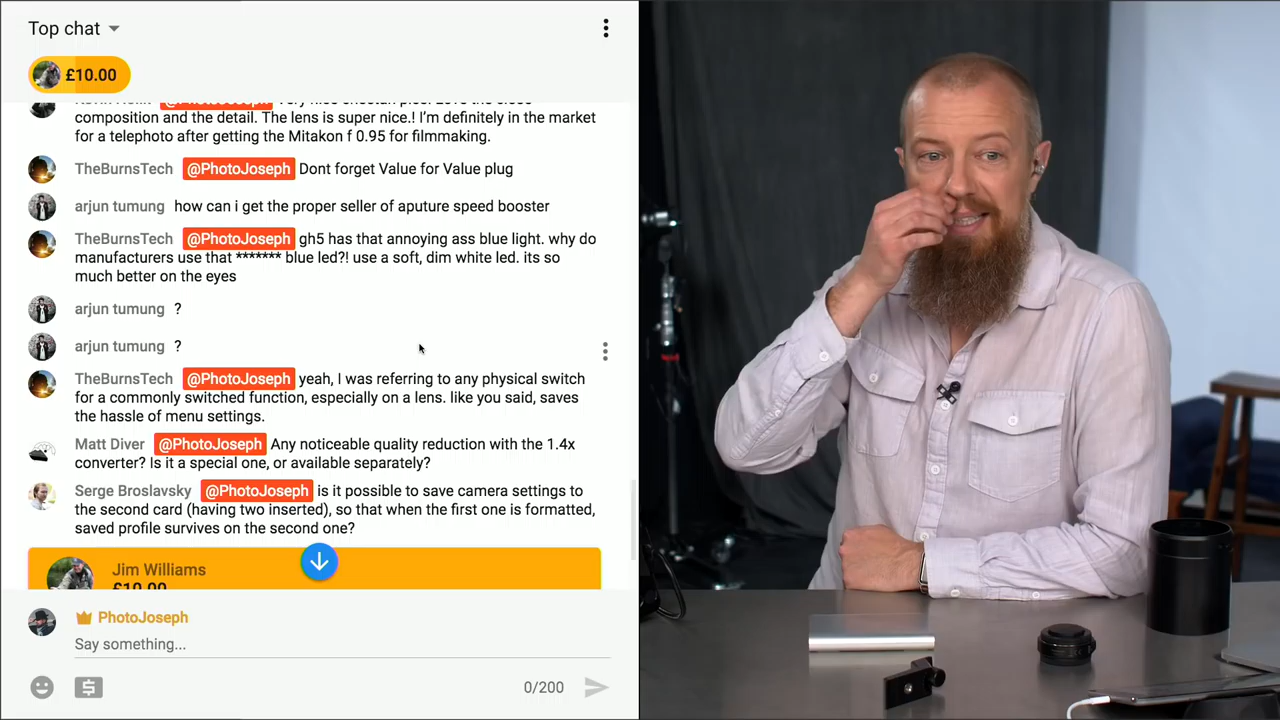 Top chat
£10.00
composition and the detail. The lens is super nice.! I'm definitely in the market
for a telephoto after getting the Mitakon f 0.95 for filmmaking.
TheBurnsTech @PhotoJoseph Dont forget Value for Value plug
arjun tumung how can i get the proper seller of aputure speed booster
TheBurnsTech @PhotoJoseph gh5 has that annoying ass blue light. why do
manufacturers use that ******* blue led?! use a soft, dim white led. its so
much better on the eyes
arjun tumung ?
arjun tumung ?
TheBurnsTech @PhotoJoseph yeah, I was referring to any physical switch
for a commonly switched function, especially on a lens. like you said, saves
the hassle of menu settings.
Matt Diver @PhotoJoseph Any noticeable quality reduction with the 1.4x
converter? Is it a special one, or available separately?
Serge Broslavsky @PhotoJoseph is it possible to save camera settings to
the second card (having two inserted), so that when the first one is formatted,
saved profile survives on the second one?
Jim Williams
£10.00
PhotoJoseph
Say something...
0/200